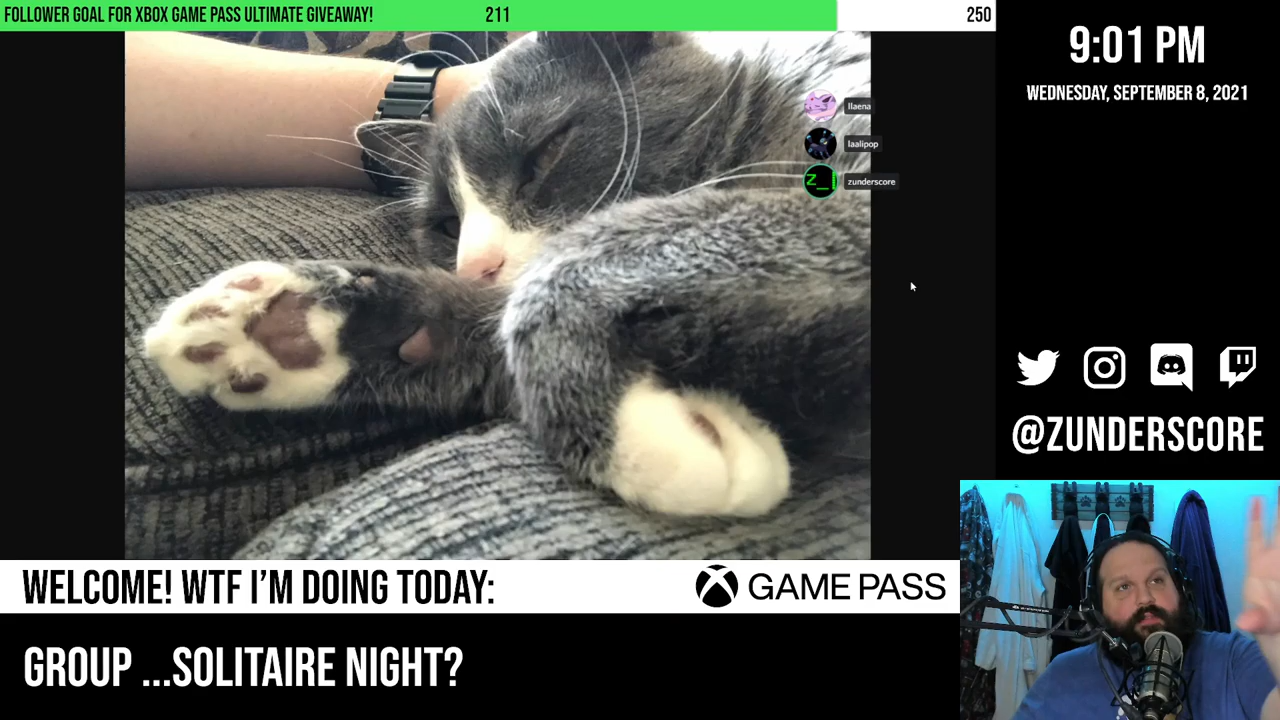 FOLLOWER GOAL FOR XBOX GAME PASS ULTIMATE GIVEAWAY! 211 250
9:01 PM
WEDNESDAY, SEPTEMBER 8, 2021
llaena
laalipop
Z_ zunderscore
@ZUNDERSCORE
WELCOME! WTF I'M DOING TODAY:
GAME PASS
GROUP ...SOLITAIRE NIGHT?